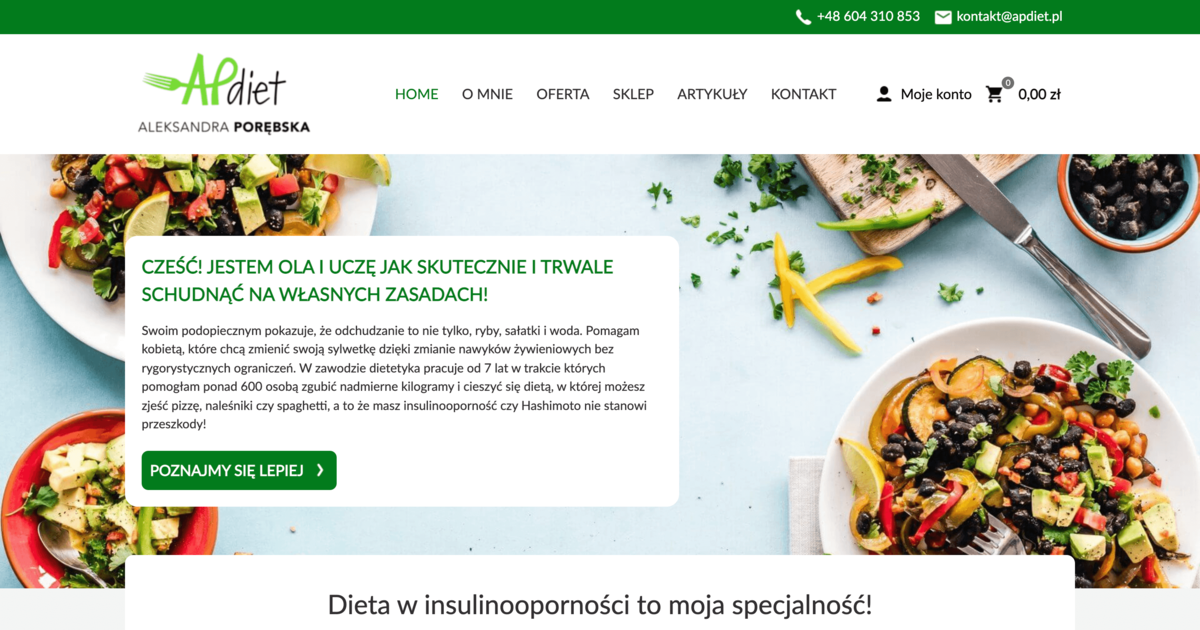 +48 604 310 853 kontakt@apdiet.pl
APdiet
ALEKSANDRA PORĘBSKA
HOME O MNIE OFERTA SKLEP ARTYKUŁY KONTAKT Moje konto 0 0,00 zł
CZEŚĆ! JESTEM OLA I UCZĘ JAK SKUTECZNIE I TRWALE
SCHUDNĄĆ NA WŁASNYCH ZASADACH!
Swoim podopiecznym pokazuje, że odchudzanie to nie tylko, ryby, sałatki i woda. Pomagam
kobietą, które chcą zmienić swoją sylwetkę dzięki zmianie nawyków żywieniowych bez
rygorystycznych ograniczeń. W zawodzie dietetyka pracuje od 7 lat w trakcie których
pomogłam ponad 600 osobą zgubić nadmierne kilogramy i cieszyć się dietą, w której możesz
zjeść pizzę, naleśniki czy spaghetti, a to że masz insulinooporność czy Hashimoto nie stanowi
przeszkody!
POZNAJMY SIĘ LEPIEJ ❯
Dieta w insulinooporności to moja specjalność!